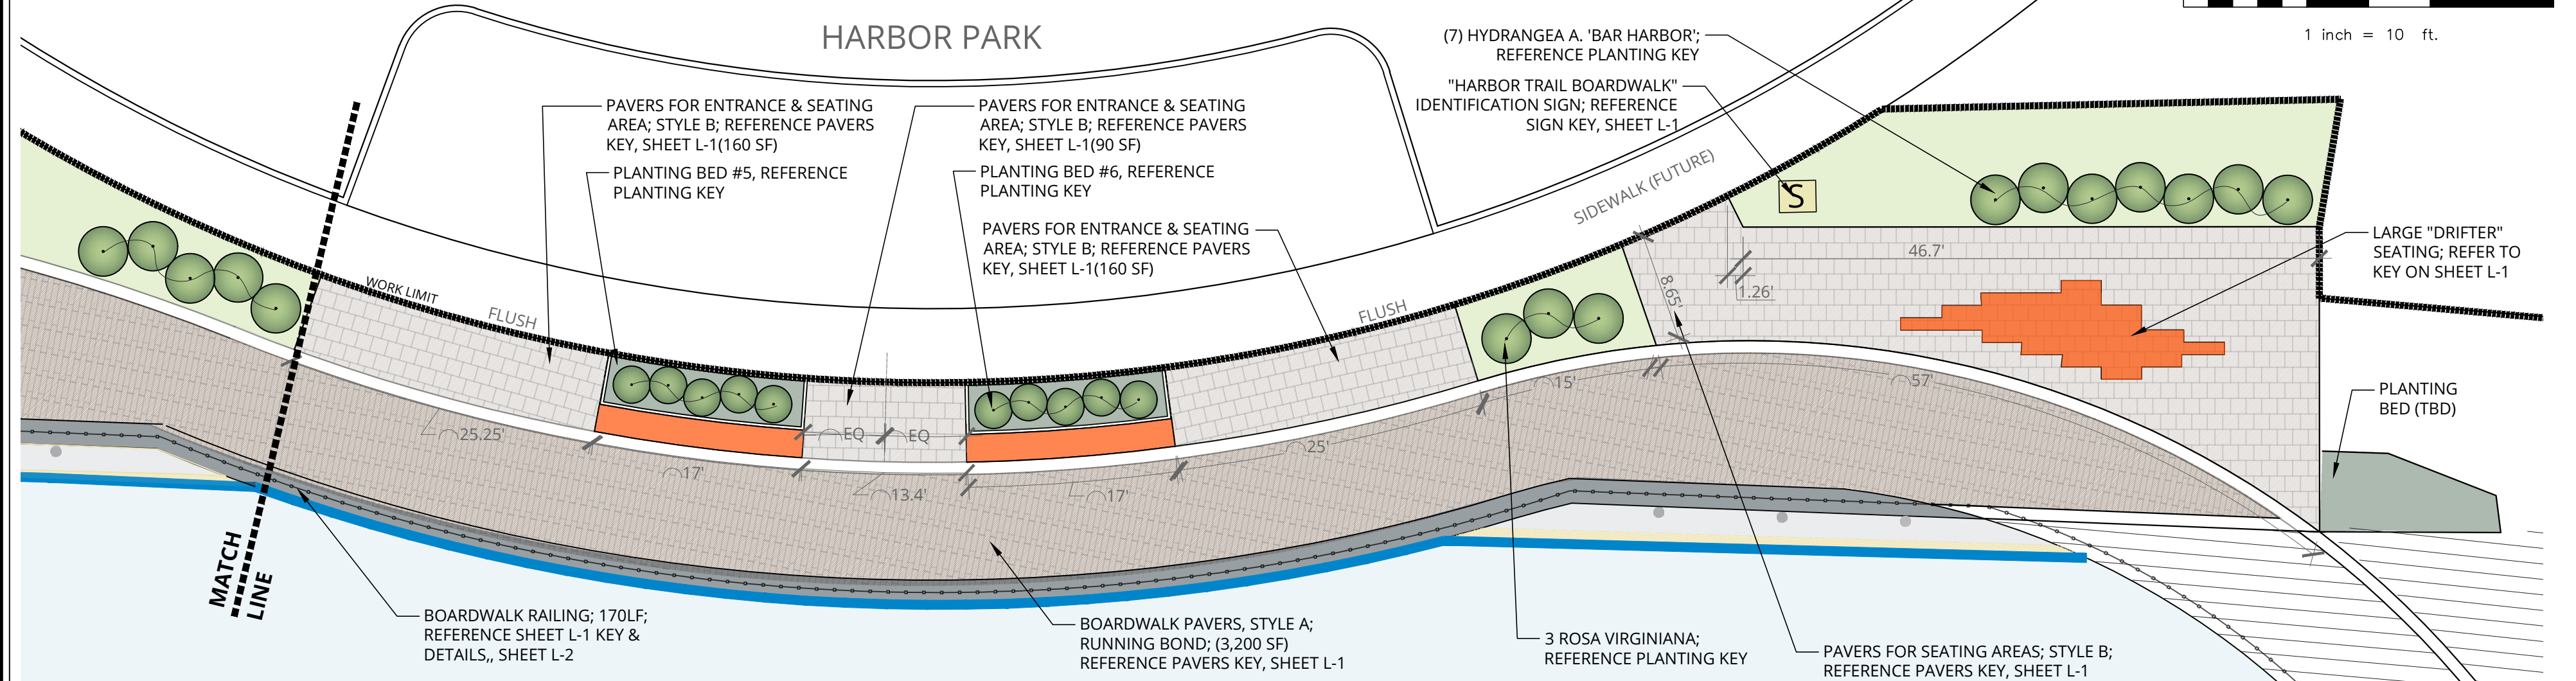 HARBOR PARK
1 inch = 10 ft.
(7) HYDRANGEA A. 'BAR HARBOR';
REFERENCE PLANTING KEY
"HARBOR TRAIL BOARDWALK"
IDENTIFICATION SIGN; REFERENCE
SIGN KEY, SHEET L-1
PAVERS FOR ENTRANCE & SEATING
AREA; STYLE B; REFERENCE PAVERS
KEY, SHEET L-1(160 SF)
PLANTING BED #5, REFERENCE
PLANTING KEY
PAVERS FOR ENTRANCE & SEATING
AREA; STYLE B; REFERENCE PAVERS
KEY, SHEET L-1(90 SF)
PLANTING BED #6, REFERENCE
PLANTING KEY
PAVERS FOR ENTRANCE & SEATING
AREA; STYLE B; REFERENCE PAVERS
KEY, SHEET L-1(160 SF)
SIDEWALK (FUTURE)
S
LARGE "DRIFTER"
SEATING; REFER TO
KEY ON SHEET L-1
46.7'
1.26'
8.65'
WORK LIMIT
FLUSH
FLUSH
PLANTING
BED (TBD)
25.25'
17'
EQ
EQ
13.4'
17'
25'
15'
57'
MATCH
LINE
BOARDWALK RAILING; 170LF;
REFERENCE SHEET L-1 KEY &
DETAILS,, SHEET L-2
BOARDWALK PAVERS, STYLE A;
RUNNING BOND; (3,200 SF)
REFERENCE PAVERS KEY, SHEET L-1
3 ROSA VIRGINIANA;
REFERENCE PLANTING KEY
PAVERS FOR SEATING AREAS; STYLE B;
REFERENCE PAVERS KEY, SHEET L-1